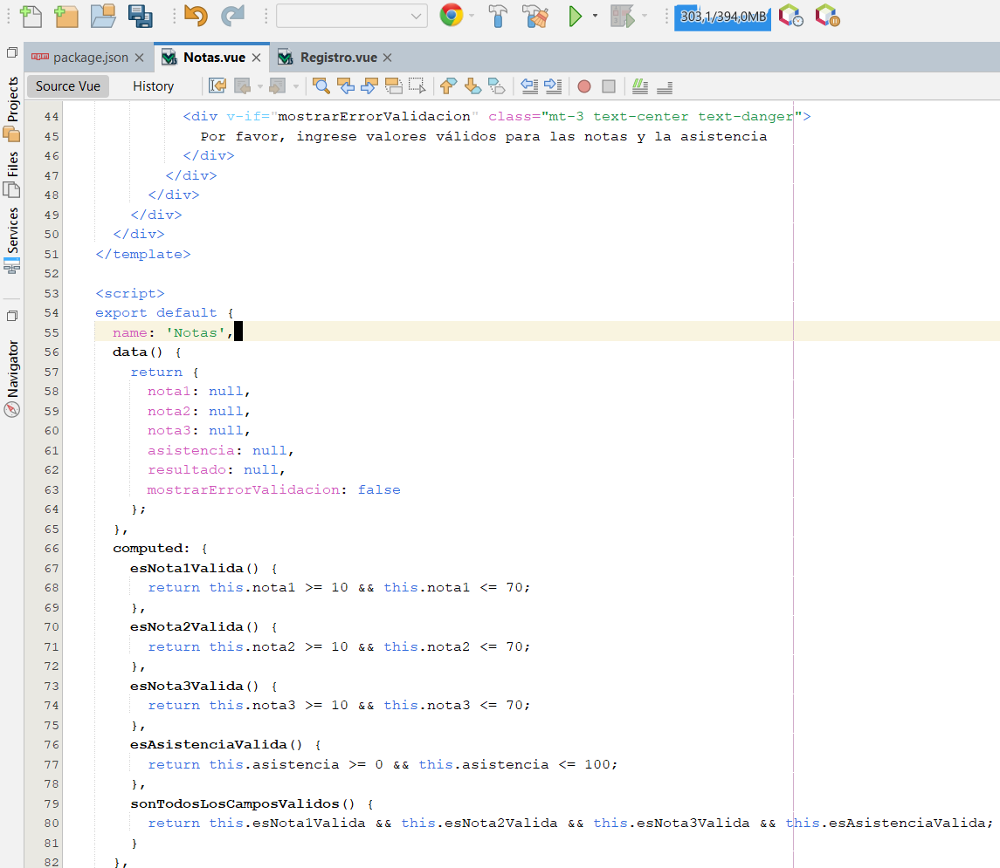 303,1/394,0MB
package.json
Notas.vue
Registro.vue
Source Vue
History
Projects
Files
Services
Navigator
44 <div v-if="mostrarErrorValidacion" class="mt-3 text-center text-danger">
45 Por favor, ingrese valores válidos para las notas y la asistencia
46 </div>
47 </div>
48 </div>
49 </div>
50 </div>
51 </template>
52
53 <script>
54 export default {
55 name: 'Notas',
56 data() {
57 return {
58 nota1: null,
59 nota2: null,
60 nota3: null,
61 asistencia: null,
62 resultado: null,
63 mostrarErrorValidacion: false
64 };
65 },
66 computed: {
67 esNota1Valida() {
68 return this.nota1 >= 10 && this.nota1 <= 70;
69 },
70 esNota2Valida() {
71 return this.nota2 >= 10 && this.nota2 <= 70;
72 },
73 esNota3Valida() {
74 return this.nota3 >= 10 && this.nota3 <= 70;
75 },
76 esAsistenciaValida() {
77 return this.asistencia >= 0 && this.asistencia <= 100;
78 },
79 sonTodosLosCamposValidos() {
80 return this.esNota1Valida && this.esNota2Valida && this.esNota3Valida && this.esAsistenciaValida;
81 }
82 },